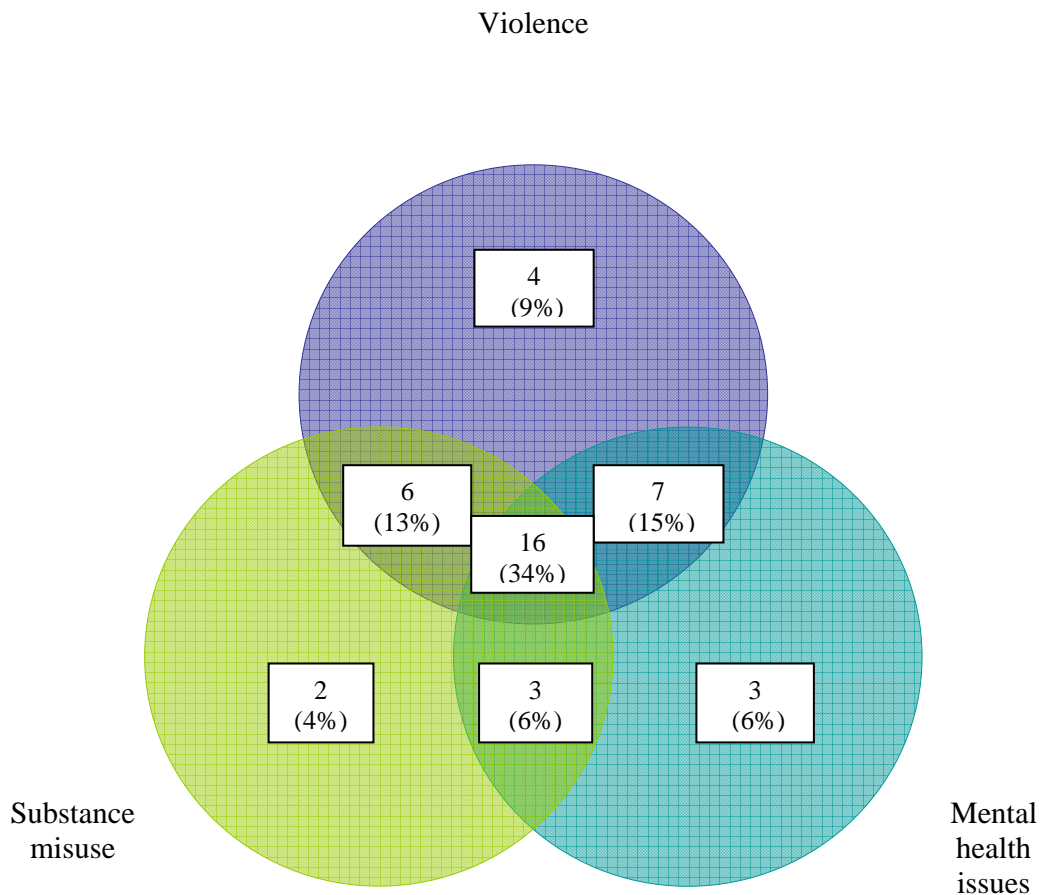 Violence
4
(9%)
6
(13%)
7
(15%)
16
(34%)
2
(4%)
3
(6%)
3
(6%)
Substance
misuse
Mental
health
issues